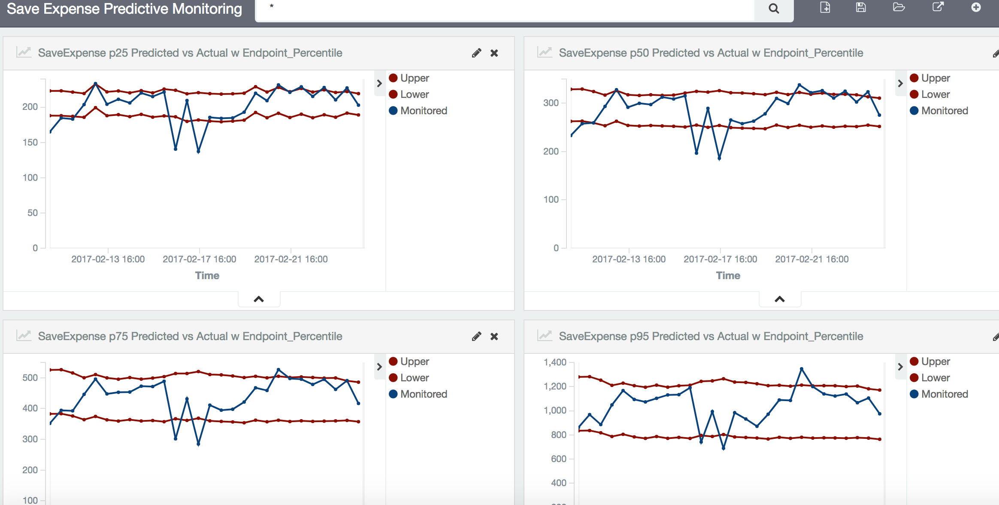 Save Expense Predictive Monitoring
*
SaveExpense p25 Predicted vs Actual w Endpoint_Percentile
Upper
Lower
Monitored
200
150
100
50
0
2017-02-13 16:00 2017-02-17 16:00 2017-02-21 16:00
Time
SaveExpense p50 Predicted vs Actual w Endpoint_Percentile
Upper
Lower
Monitored
300
200
100
0
2017-02-13 16:00 2017-02-17 16:00 2017-02-21 16:00
Time
SaveExpense p75 Predicted vs Actual w Endpoint_Percentile
Upper
Lower
Monitored
500
400
300
200
100
SaveExpense p95 Predicted vs Actual w Endpoint_Percentile
Upper
Lower
Monitored
1,400
1,200
1,000
800
600
400